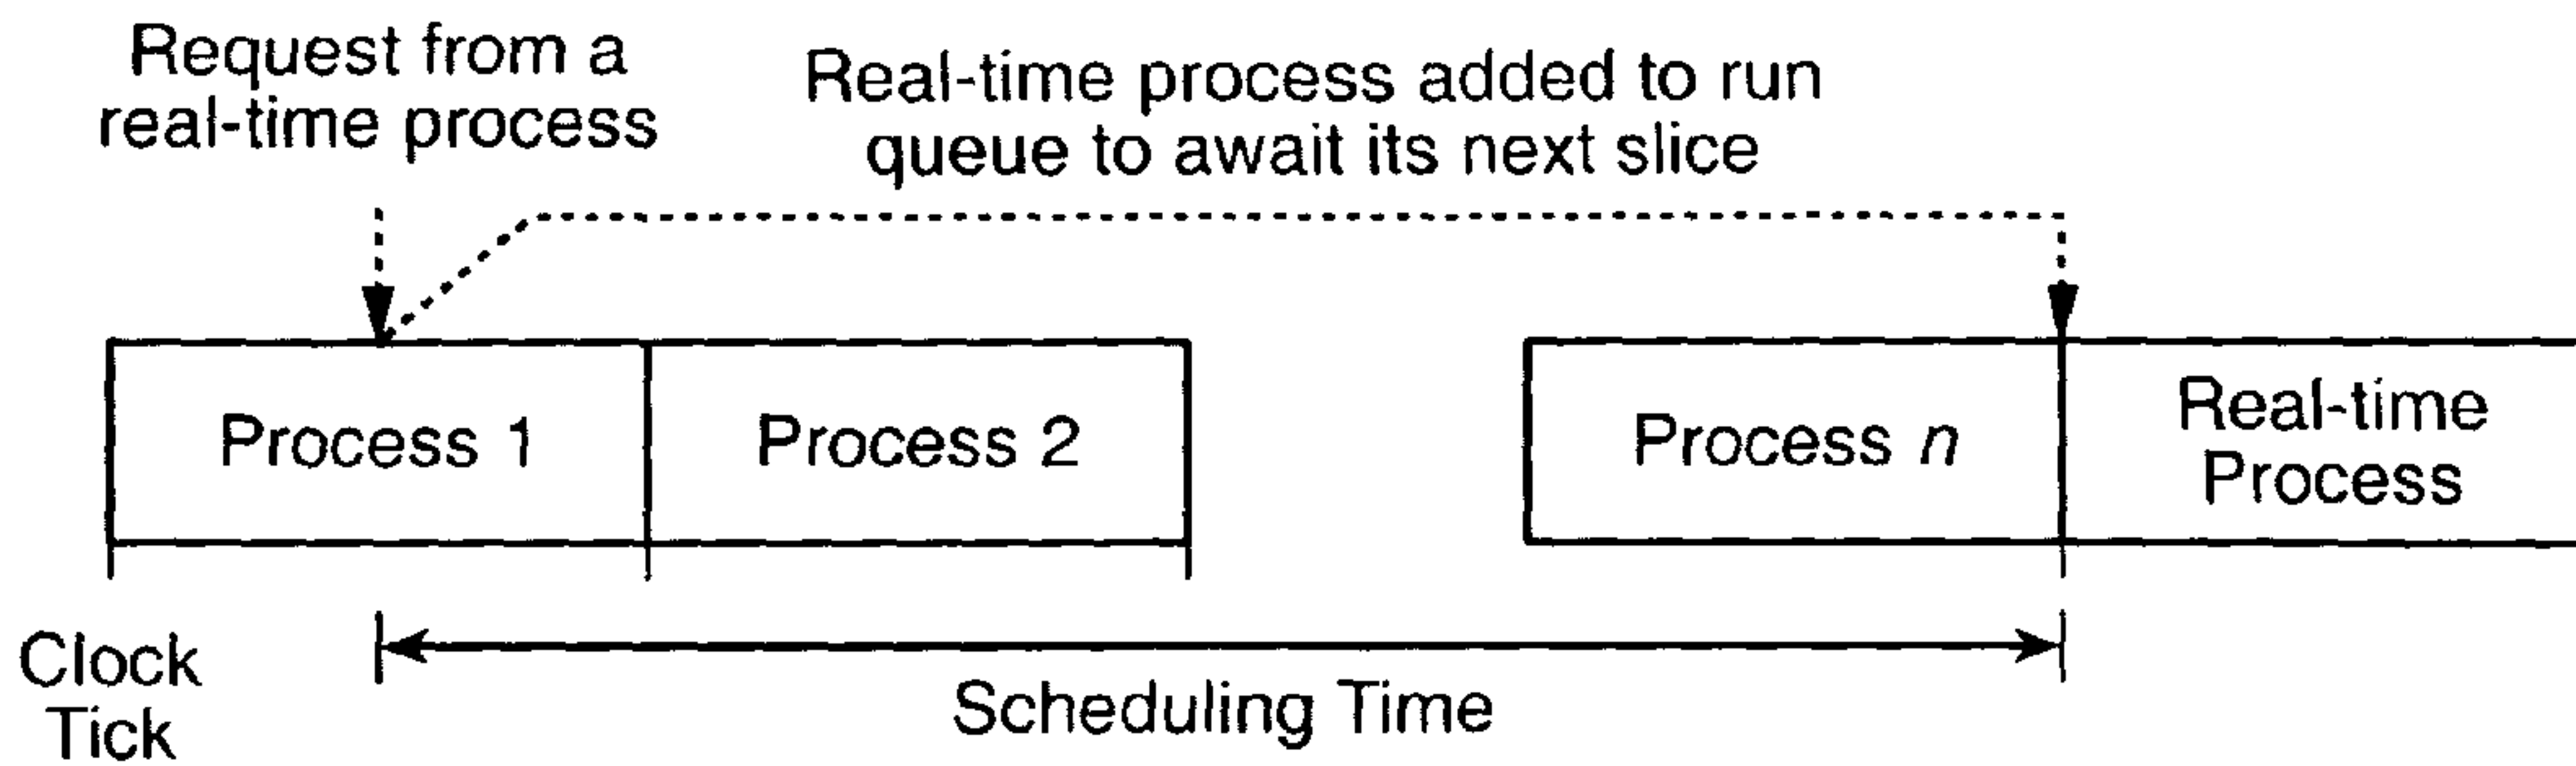 Request from a
real-time process
Real-time process added to run
queue to await its next slice
Process 1
Process 2
Process n
Real-time
Process
Clock
Tick
Scheduling Time